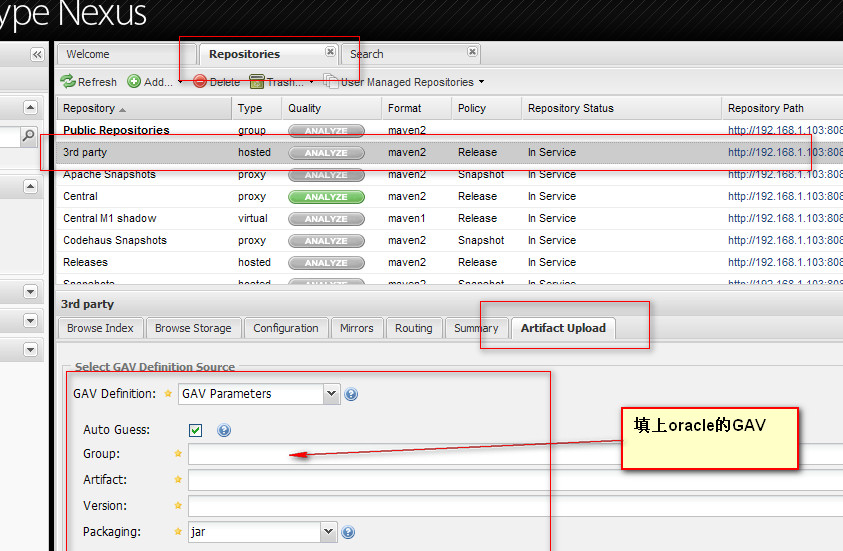 ype Nexus
Welcome Repositories Search
Refresh Add... Delete Trash... User Managed Repositories
Repository Type Quality Format Policy Repository Status Repository Path
Public Repositories group ANALYZE maven2 http://192.168.1.103:808
3rd party hosted ANALYZE maven2 Release In Service http://192.168.1.103:808
Apache Snapshots proxy ANALYZE maven2 Snapshot In Service http://192.168.1.103:808
Central proxy ANALYZE maven2 Release In Service http://192.168.1.103:808
Central M1 shadow virtual ANALYZE maven1 Release In Service http://192.168.1.103:808
Codehaus Snapshots proxy ANALYZE maven2 Snapshot In Service http://192.168.1.103:808
Releases hosted ANALYZE maven2 Release In Service http://192.168.1.103:808
Snapshots hosted ANALYZE maven2 Snapshot In Service http://192.168.1.103:808
3rd party
Browse Index Browse Storage Configuration Mirrors Routing Summary Artifact Upload
Select GAV Definition Source
GAV Definition: GAV Parameters
Auto Guess:
填上oracle的GAV
Group:
Artifact:
Version:
Packaging: jar